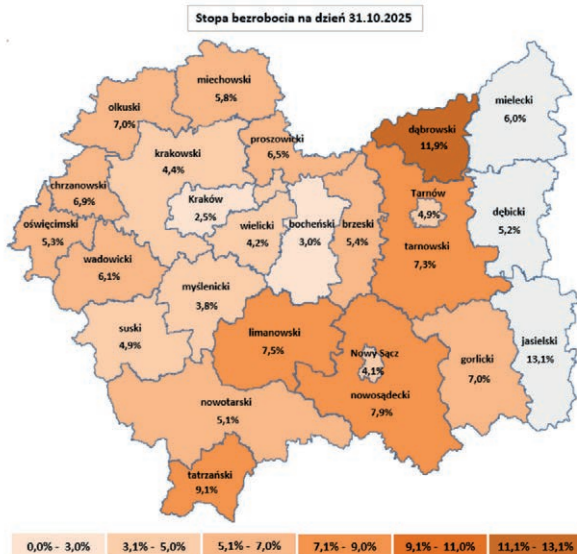 Stopa bezrobocia na dzień 31.10.2025
miechowski
5,8%
olkuski
7,0%
mielecki
6,0%
dąbrowski
11,9%
proszowicki
6,5%
krakowski
4,4%
chrzanowski
6,9%
Kraków
2,5%
Tarnów
4,9%
dębicki
5,2%
oświęcimski
5,3%
wielicki
4,2%
bocheński
3,0%
brzeski
5,4%
tarnowski
7,3%
wadowicki
6,1%
myślenicki
3,8%
suski
4,9%
limanowski
7,5%
Nowy Sącz
4,1%
nowosądecki
7,9%
gorlicki
7,0%
jasielski
13,1%
nowotarski
5,1%
tatrzański
9,1%
0,0% - 3,0% 3,1% - 5,0% 5,1% - 7,0% 7,1% - 9,0% 9,1% - 11,0% 11,1% - 13,1%